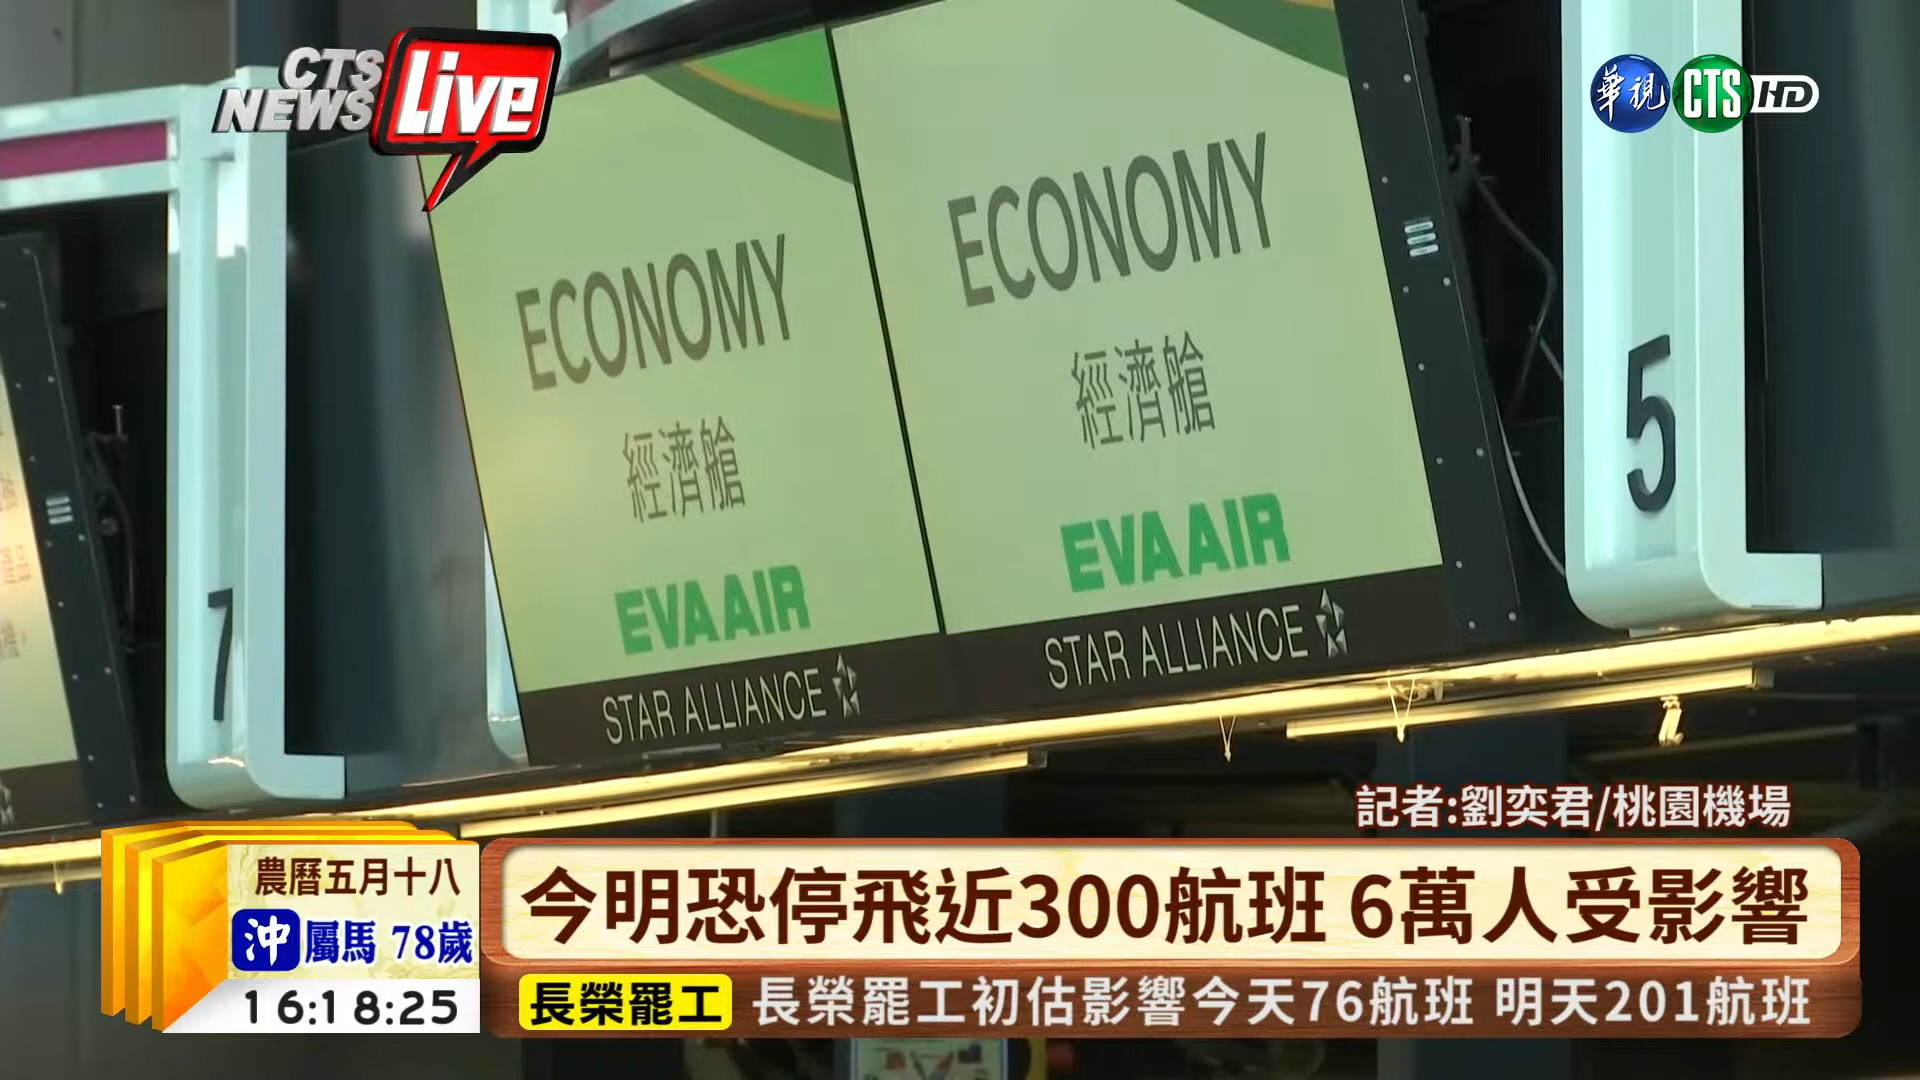 CTS
NEWS
Live
華視 CTS HD
ECONOMY
經濟艙
EVA AIR
STAR ALLIANCE
ECONOMY
經濟艙
EVA AIR
STAR ALLIANCE
7
5
記者:劉奕君/桃園機場
農曆五月十八
沖 屬馬 78歲
16:18:25
今明恐停飛近300航班 6萬人受影響
長榮罷工 長榮罷工初估影響今天76航班 明天201航班